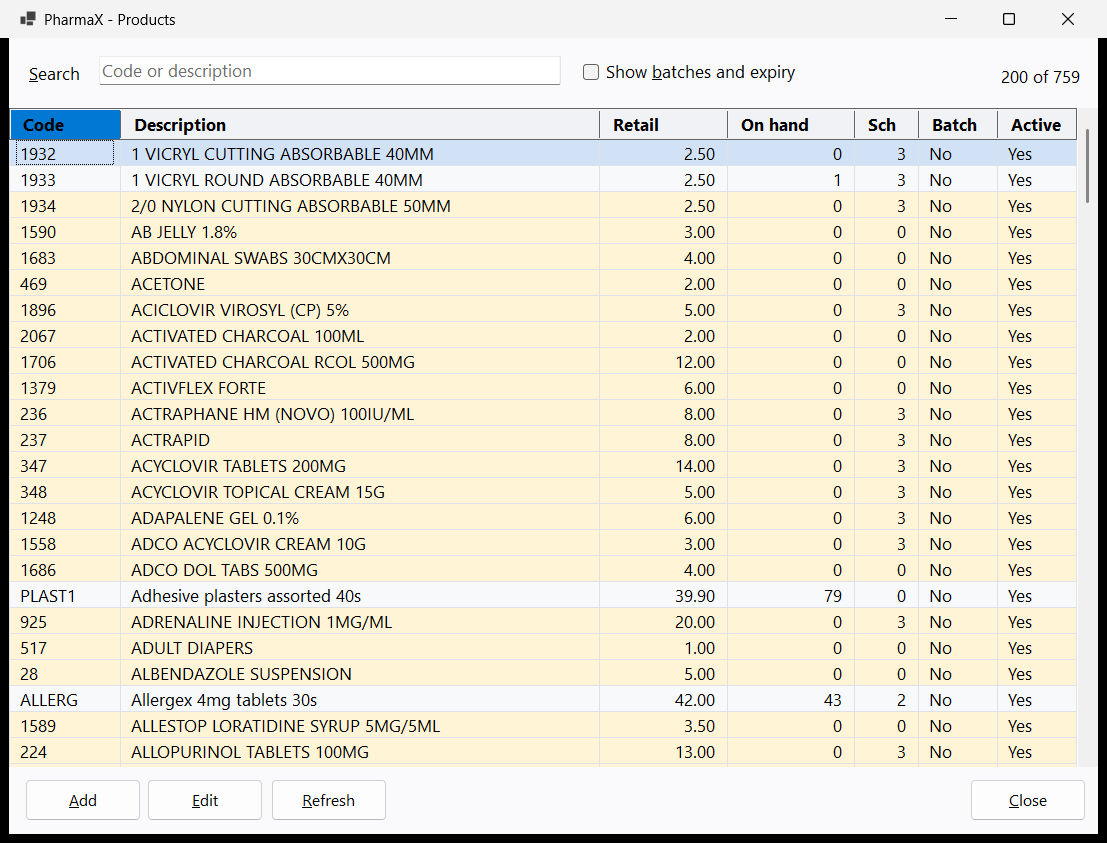 PharmaX - Products
Search Code or description Show batches and expiry 200 of 759
Code Description Retail On hand Sch Batch Active
1932 1 VICRYL CUTTING ABSORBABLE 40MM 2.50 0 3 No Yes
1933 1 VICRYL ROUND ABSORBABLE 40MM 2.50 1 3 No Yes
1934 2/0 NYLON CUTTING ABSORBABLE 50MM 2.50 0 3 No Yes
1590 AB JELLY 1.8% 3.00 0 0 No Yes
1683 ABDOMINAL SWABS 30CMX30CM 4.00 0 0 No Yes
469 ACETONE 2.00 0 0 No Yes
1896 ACICLOVIR VIROSYL (CP) 5% 5.00 0 3 No Yes
2067 ACTIVATED CHARCOAL 100ML 2.00 0 0 No Yes
1706 ACTIVATED CHARCOAL RCOL 500MG 12.00 0 0 No Yes
1379 ACTIVFLEX FORTE 6.00 0 0 No Yes
236 ACTRAPHANE HM (NOVO) 100IU/ML 8.00 0 3 No Yes
237 ACTRAPID 8.00 0 3 No Yes
347 ACYCLOVIR TABLETS 200MG 14.00 0 3 No Yes
348 ACYCLOVIR TOPICAL CREAM 15G 5.00 0 3 No Yes
1248 ADAPALENE GEL 0.1% 6.00 0 3 No Yes
1558 ADCO ACYCLOVIR CREAM 10G 3.00 0 3 No Yes
1686 ADCO DOL TABS 500MG 4.00 0 0 No Yes
PLAST1 Adhesive plasters assorted 40s 39.90 79 0 No Yes
925 ADRENALINE INJECTION 1MG/ML 20.00 0 3 No Yes
517 ADULT DIAPERS 1.00 0 0 No Yes
28 ALBENDAZOLE SUSPENSION 5.00 0 0 No Yes
ALLERG Allergex 4mg tablets 30s 42.00 43 2 No Yes
1589 ALLESTOP LORATIDINE SYRUP 5MG/5ML 3.50 0 0 No Yes
224 ALLOPURINOL TABLETS 100MG 13.00 0 3 No Yes
Add Edit Refresh Close